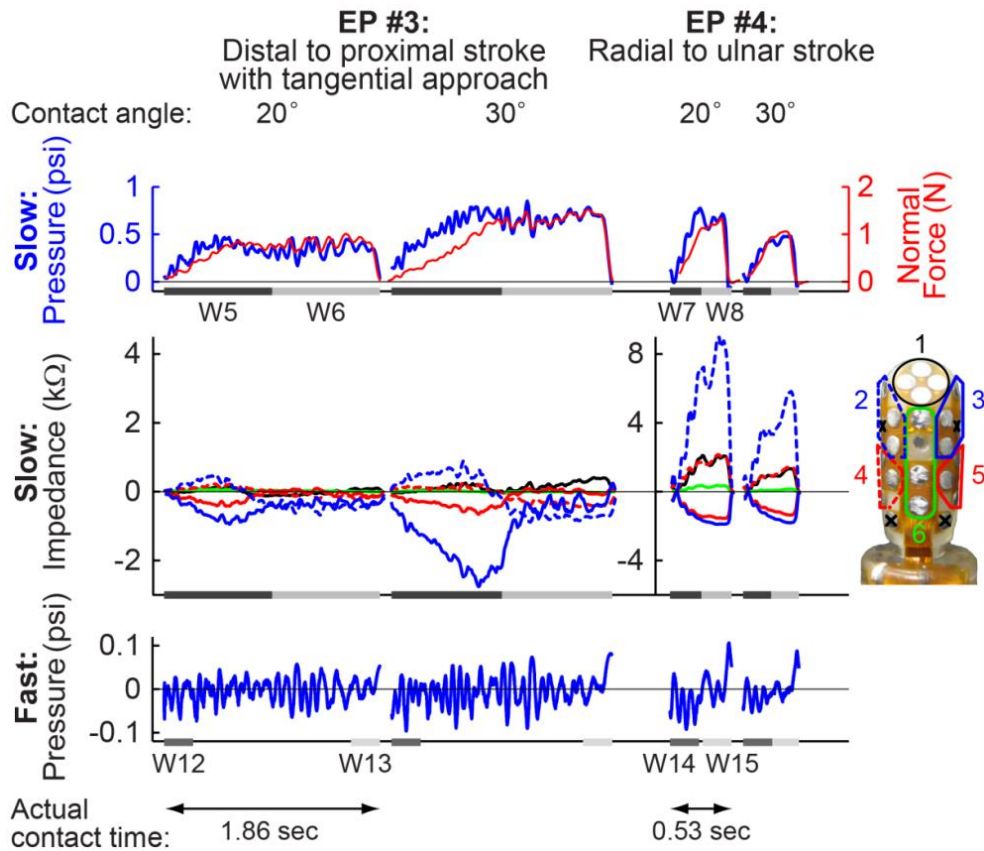 EP #3:
Distal to proximal stroke
with tangential approach
EP #4:
Radial to ulnar stroke
Contact angle: 20° 30° 20° 30°
Slow:
Pressure (psi)
1
0.5
0
2
1
0
Normal
Force (N)
W5 W6 W7 W8
Slow:
Impedance (kΩ)
4
2
0
-2
8
4
0
-4
1
2 3
4 5
6
Fast:
Pressure (psi)
0.1
0
-0.1
W12 W13 W14 W15
Actual
contact time:
1.86 sec 0.53 sec